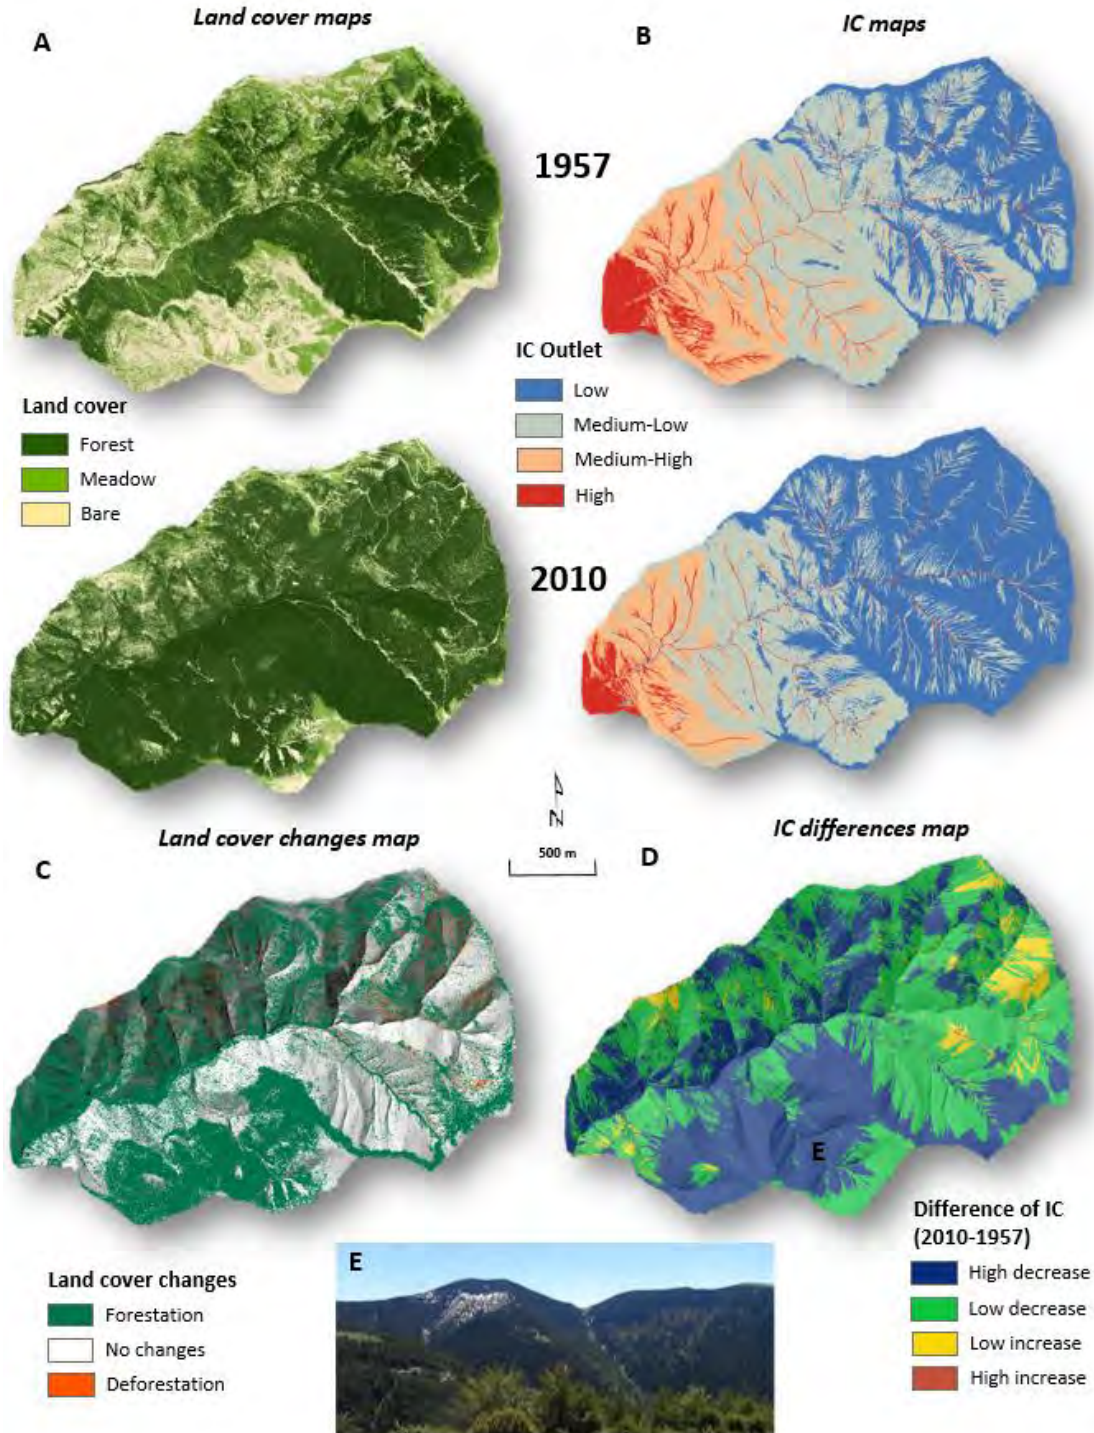 Land cover maps
IC maps
A
B
1957
IC Outlet
Low
Medium-Low
Medium-High
High
Land cover
Forest
Meadow
Bare
2010
N
500 m
Land cover changes map
IC differences map
C
D
E
Difference of IC
(2010-1957)
High decrease
Low decrease
Low increase
High increase
E
Land cover changes
Forestation
No changes
Deforestation